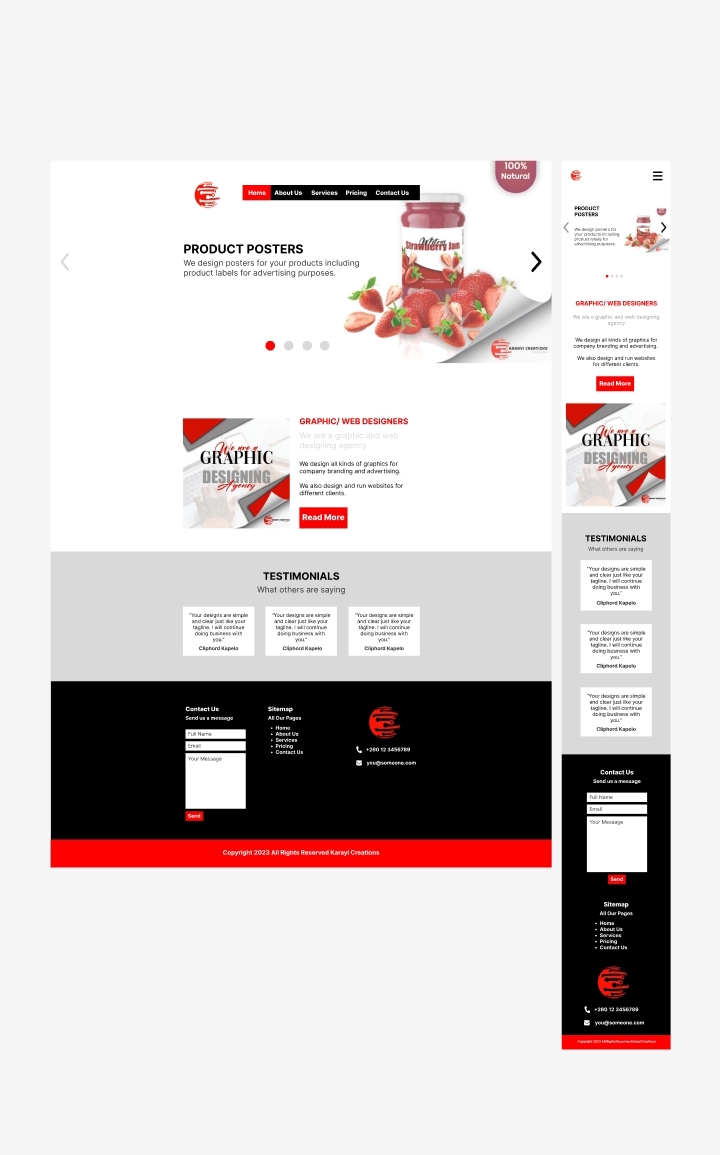 100%
Natural
Home About Us Services Pricing Contact Us
Mitra
Strawberry Jam
PRODUCT POSTERS
We design posters for your products including
product labels for advertising purposes.
KARAYI CREATIONS
We are a
GRAPHIC
DESIGNING
Agency
GRAPHIC/ WEB DESIGNERS
We are a graphic and web
designing agency
We design all kinds of graphics for
company branding and advertising.
We also design and run websites for
different clients.
Read More
TESTIMONIALS
What others are saying
"Your designs are simple
and clear just like your
tagline. I will continue
doing business with
you."
Cliphord Kapelo
"Your designs are simple
and clear just like your
tagline. I will continue
doing business with
you."
Cliphord Kapelo
"Your designs are simple
and clear just like your
tagline. I will continue
doing business with
you."
Cliphord Kapelo
Contact Us
Send us a message
Full Name
Email
Your Message
Send
Sitemap
All Our Pages
Home
About Us
Services
Pricing
Contact Us
+260 12 3456789
you@someone.com
Copyright 2023 All Rights Reserved Karayi Creations
PRODUCT
POSTERS
We design posters for
your products including
product labels for
advertising purposes.
GRAPHIC/ WEB DESIGNERS
We are a graphic and web designing
agency
We design all kinds of graphics for
company branding and advertising.
We also design and run websites
for different clients.
Read More
We are a
GRAPHIC
DESIGNING
Agency
TESTIMONIALS
What others are saying
"Your designs are simple
and clear just like your
tagline. I will continue
doing business with
you."
Cliphord Kapelo
"Your designs are simple
and clear just like your
tagline. I will continue
doing business with
you."
Cliphord Kapelo
"Your designs are simple
and clear just like your
tagline. I will continue
doing business with
you."
Cliphord Kapelo
Contact Us
Send us a message
Full Name
Email
Your Message
Send
Sitemap
All Our Pages
Home
About Us
Services
Pricing
Contact Us
+260 12 3456789
you@someone.com
Copyright 2023 All Rights Reserved Karayi Creations